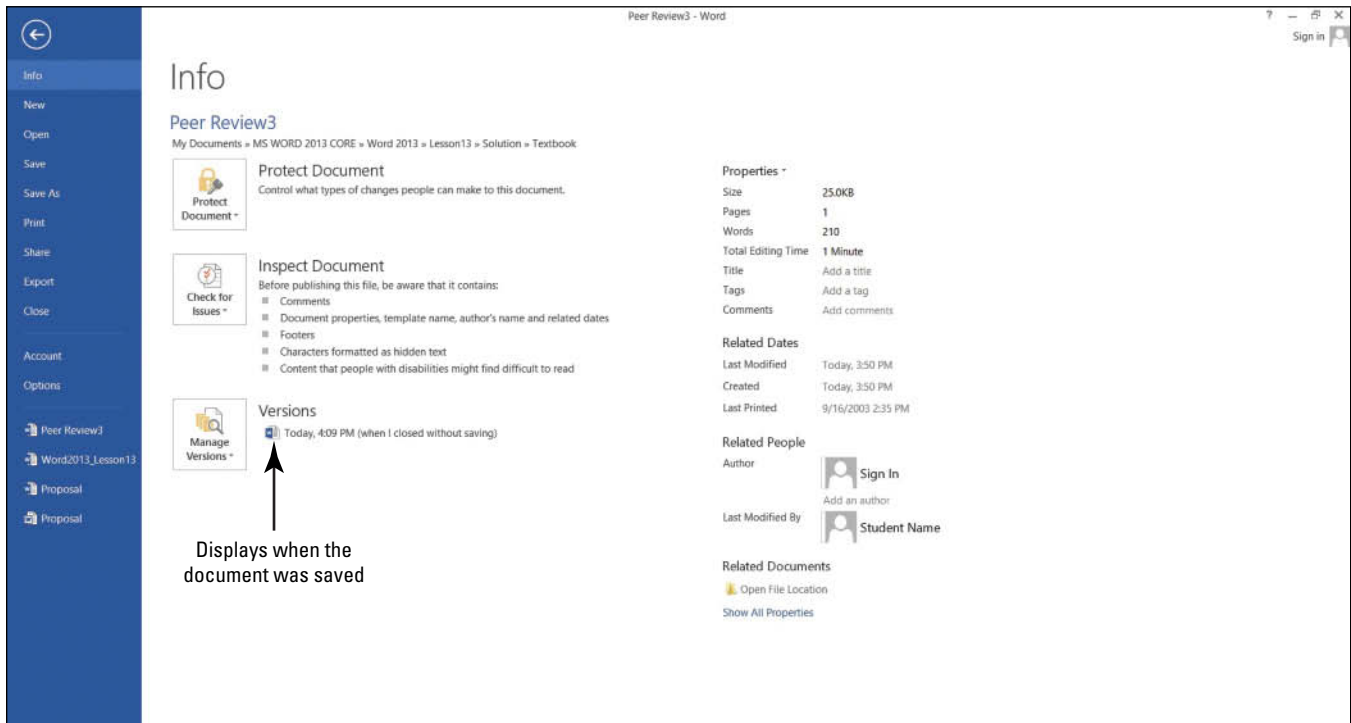 Peer Review3 - Word
?
Sign in
Info
New
Open
Save
Save As
Print
Share
Export
Close
Account
Options
Peer Review3
Word2013_Lesson13
Proposal
Proposal
Info
Peer Review3
My Documents » MS WORD 2013 CORE » Word 2013 » Lesson13 » Solution » Textbook
Protect
Document
Protect Document
Control what types of changes people can make to this document.
Check for
Issues
Inspect Document
Before publishing this file, be aware that it contains:
Comments
Document properties, template name, author's name and related dates
Footers
Characters formatted as hidden text
Content that people with disabilities might find difficult to read
Manage
Versions
Versions
Today, 4:09 PM (when I closed without saving)
Displays when the
document was saved
Properties
Size 25.0KB
Pages 1
Words 210
Total Editing Time 1 Minute
Title Add a title
Tags Add a tag
Comments Add comments
Related Dates
Last Modified Today, 3:50 PM
Created Today, 3:50 PM
Last Printed 9/16/2003 2:35 PM
Related People
Author Sign In
Add an author
Last Modified By Student Name
Related Documents
Open File Location
Show All Properties